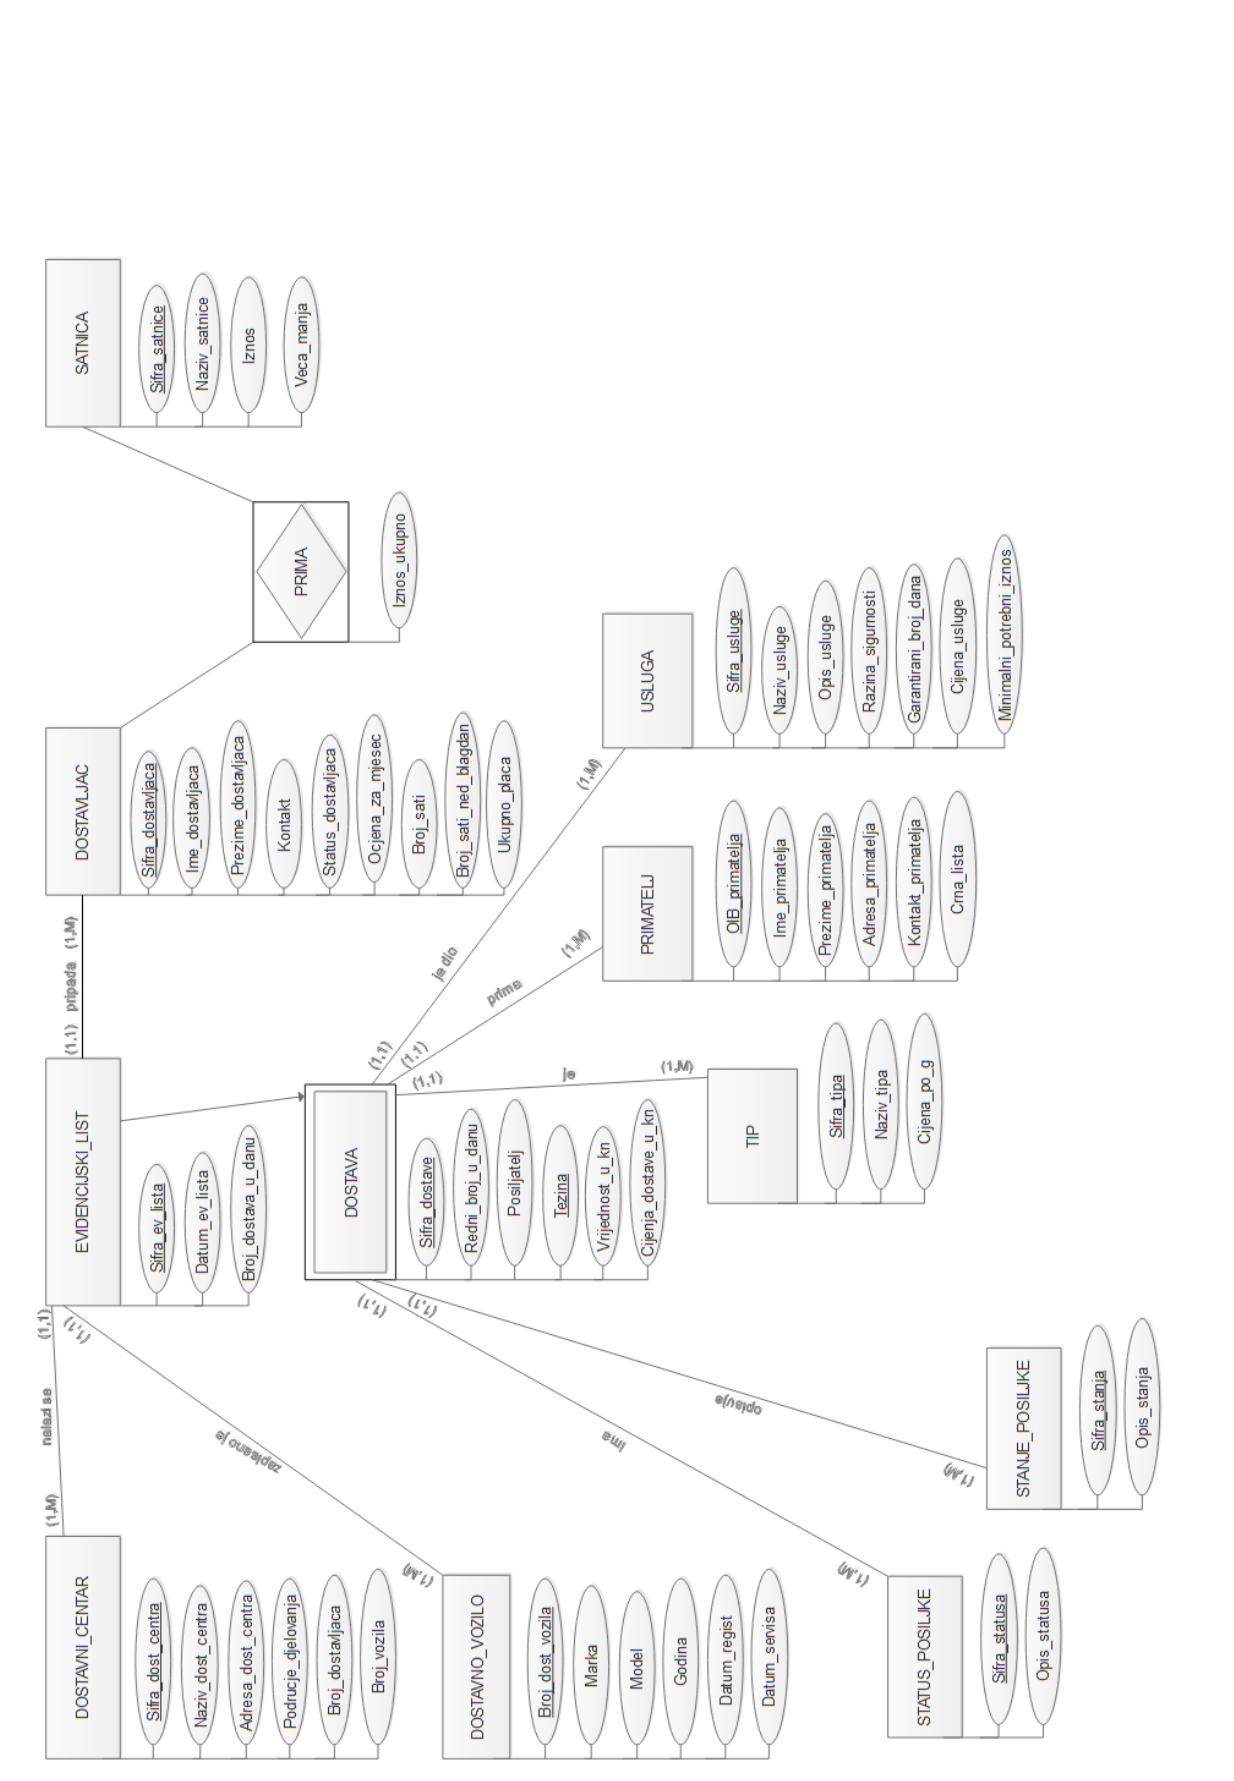 DOSTAVNI_CENTAR
Sifra_dost_centra
Naziv_dost_centra
Adresa_dost_centra
Podrucje_djelovanja
Broj_dostavljaca
Broj_vozila
(1,M)
nalazi se
(1,1)
EVIDENCIJSKI_LIST
Sifra_ev_lista
Datum_ev_lista
Broj_dostava_u_danu
(1,1)
pripada
(1,M)
DOSTAVLJAC
Sifra_dostavljaca
Ime_dostavljaca
Prezime_dostavljaca
Kontakt
Status_dostavljaca
Ocjena_za_mjesec
Broj_sati
Broj_sati_ned_blagdan
Ukupno_placa
PRIMA
Iznos_ukupno
SATNICA
Sifra_satnice
Naziv_satnice
Iznos
Veca_manja
(1,1)
zapisano je
(1,M)
DOSTAVNO_VOZILO
Broj_dost_vozila
Marka
Model
Godina
Datum_regist
Datum_servisa
DOSTAVA
Sifra_dostave
Redni_broj_u_danu
Posiljatelj
Tezina
Vrijednost_u_kn
Cijenja_dostave_u_kn
(1,1)
je dio
(1,M)
USLUGA
Sifra_usluge
Naziv_usluge
Opis_usluge
Razina_sigurnosti
Garantirani_broj_dana
Cijena_usluge
Minimalni_potrebni_iznos
(1,1)
prima
(1,M)
PRIMATELJ
OIB_primatelja
Ime_primatelja
Prezime_primatelja
Adresa_primatelja
Kontakt_primatelja
Crna_lista
(1,1)
je
(1,M)
TIP
Sifra_tipa
Naziv_tipa
Cijena_po_g
(1,1)
ima
(1,M)
STATUS_POSILJKE
Sifra_statusa
Opis_statusa
(1,1)
opisuje
(1,M)
STANJE_POSILJKE
Sifra_stanja
Opis_stanja